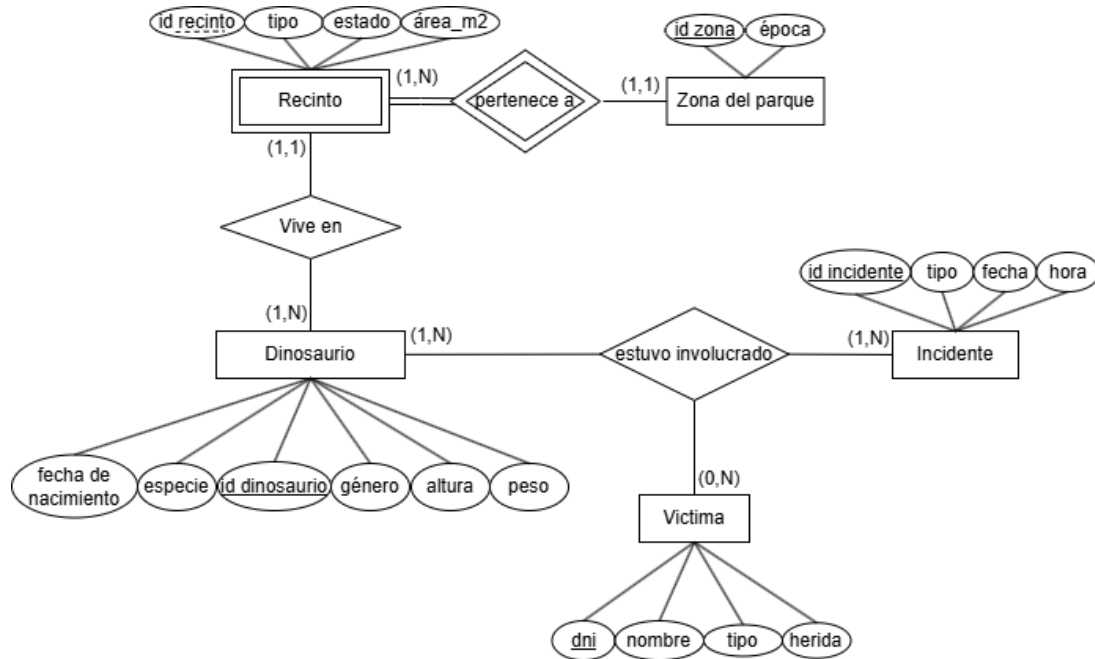 id recinto
tipo
estado
área_m2
id zona
época
(1,N)
(1,1)
Recinto
pertenece a
Zona del parque
(1,1)
Vive en
id incidente
tipo
fecha
hora
(1,N)
(1,N)
(1,N)
Dinosaurio
estuvo involucrado
Incidente
fecha de
nacimiento
especie
id dinosaurio
género
altura
peso
(0,N)
Victima
dni
nombre
tipo
herida